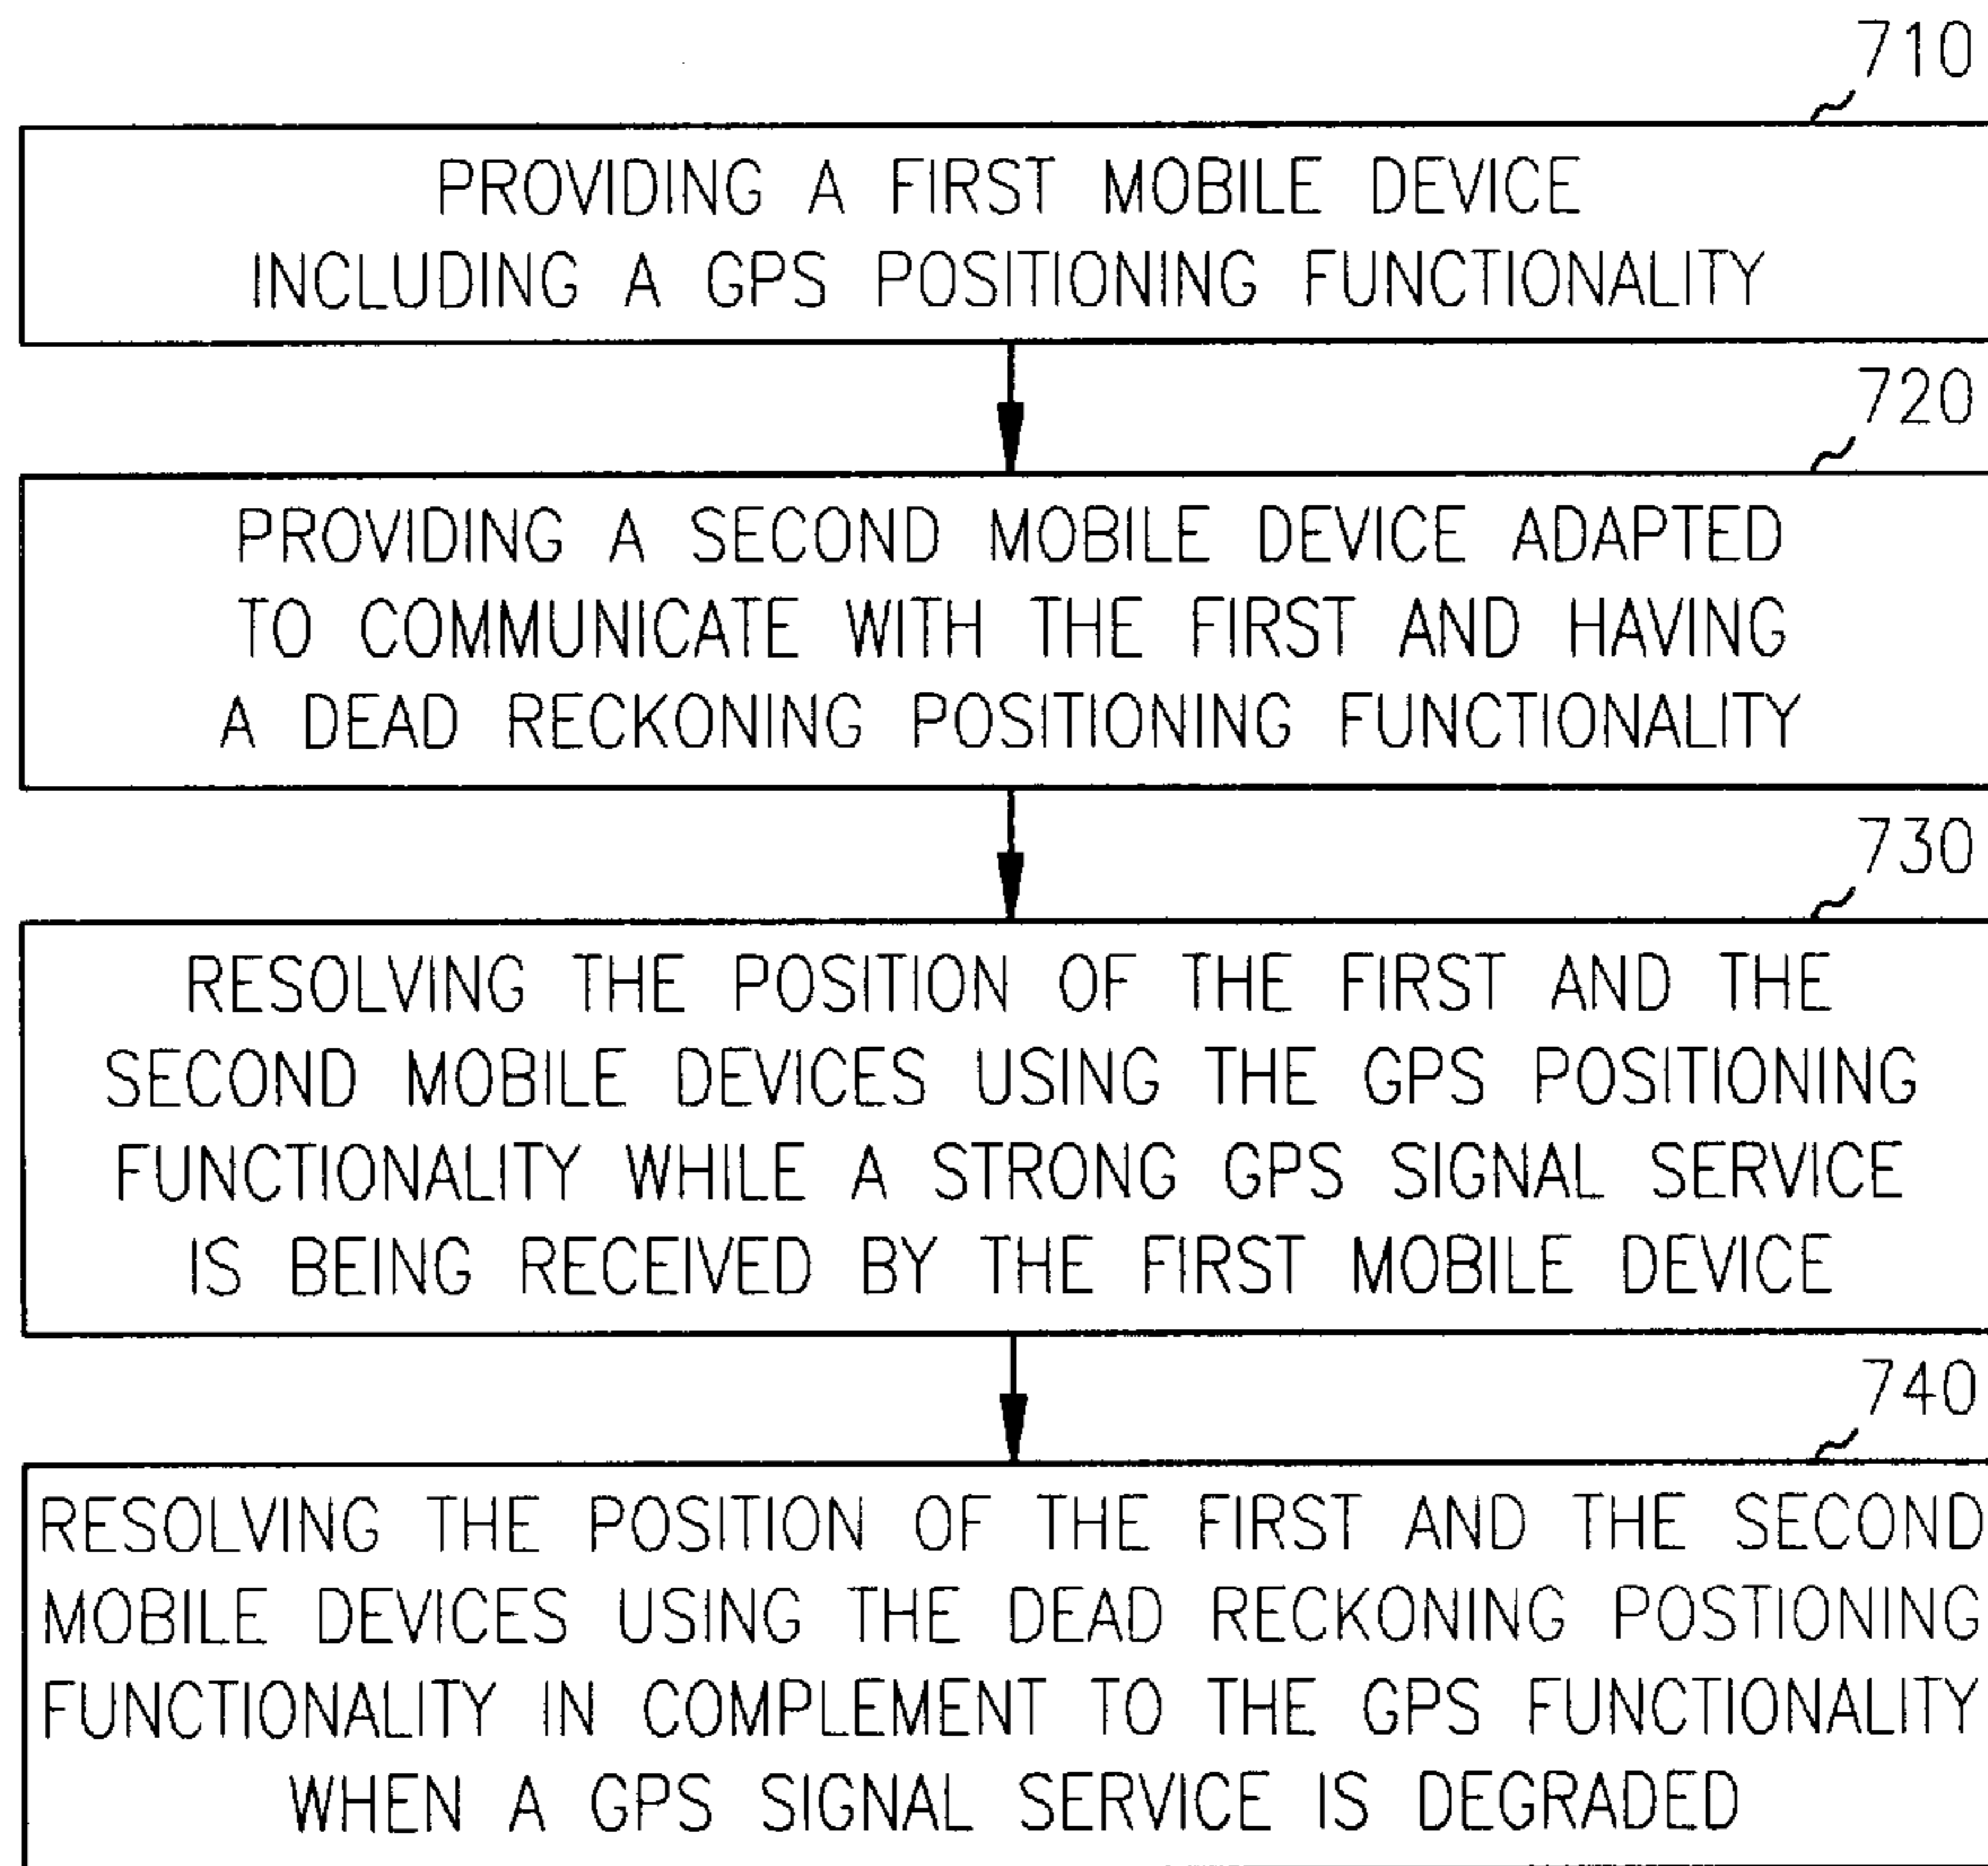 710
PROVIDING A FIRST MOBILE DEVICE
INCLUDING A GPS POSITIONING FUNCTIONALITY
720
PROVIDING A SECOND MOBILE DEVICE ADAPTED
TO COMMUNICATE WITH THE FIRST AND HAVING
A DEAD RECKONING POSITIONING FUNCTIONALITY
730
RESOLVING THE POSITION OF THE FIRST AND THE
SECOND MOBILE DEVICES USING THE GPS POSITIONING
FUNCTIONALITY WHILE A STRONG GPS SIGNAL SERVICE
IS BEING RECEIVED BY THE FIRST MOBILE DEVICE
740
RESOLVING THE POSITION OF THE FIRST AND THE SECOND
MOBILE DEVICES USING THE DEAD RECKONING POSTIONING
FUNCTIONALITY IN COMPLEMENT TO THE GPS FUNCTIONALITY
WHEN A GPS SIGNAL SERVICE IS DEGRADED